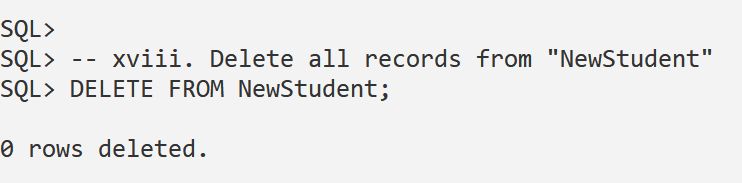 SQL>
SQL> -- xviii. Delete all records from "NewStudent"
SQL> DELETE FROM NewStudent;
0 rows deleted.